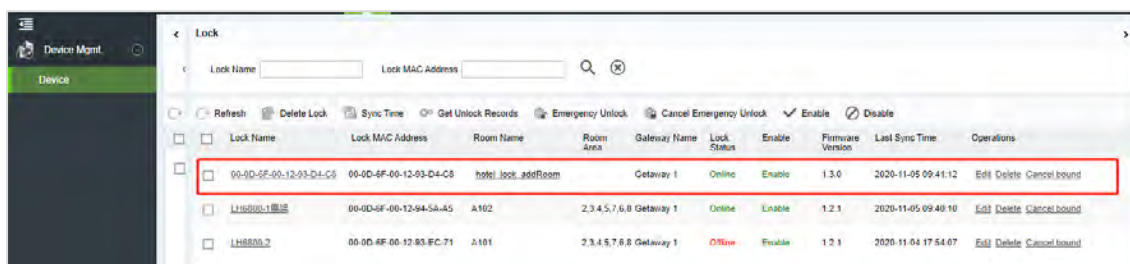 Device Mgmt.
Device
Lock
Lock Name
Lock MAC Address
Refresh Delete Lock Sync Time Get Unlock Records Emergency Unlock Cancel Emergency Unlock Enable Disable
Lock Name Lock MAC Address Room Name Room Area Gateway Name Lock Status Enable Firmware Version Last Sync Time Operations
00-0D-6F-00-12-93-D4-C8 00-0D-6F-00-12-93-D4-C8 hotel_lock_addRoom Getaway 1 Online Enable 1.3.0 2020-11-05 09:41:12 Edit Delete Cancel bound
00-0D-6F-00-12-94-5A-A5 A102 2,3,4,5,7,6,8 Getaway 1 Online Enable 1.2.1 2020-11-05 09:40:10 Edit Delete Cancel bound
LH6800-2 00-0D-6F-00-12-93-EC-71 A101 2,3,4,5,7,6,8 Getaway 1 Offline Enable 1.2.1 2020-11-04 17:54:07 Edit Delete Cancel bound